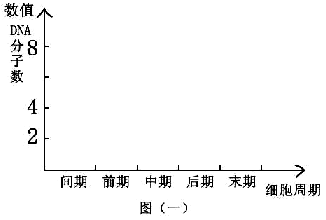 数值
DNA
分子数
8
4
2
间期 前期 中期 后期 末期
细胞周期
图(一)